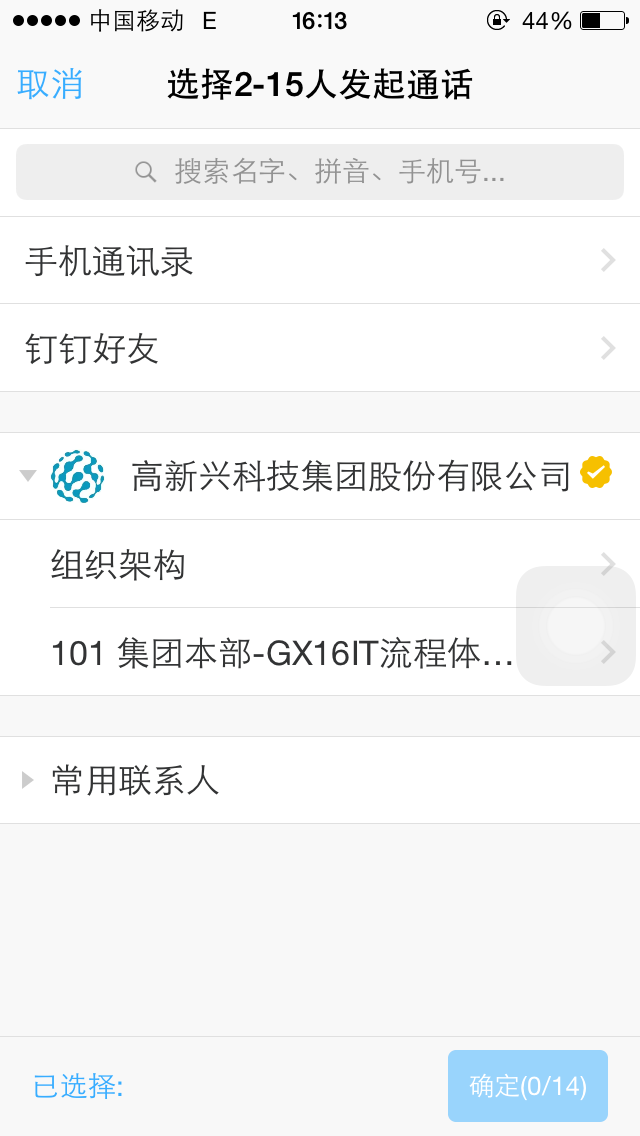 中国移动 E 16:13 44%
取消 选择2-15人发起通话
搜索名字、拼音、手机号...
手机通讯录
钉钉好友
高新兴科技集团股份有限公司
组织架构
101 集团本部-GX16IT流程体...
常用联系人
已选择: 确定(0/14)